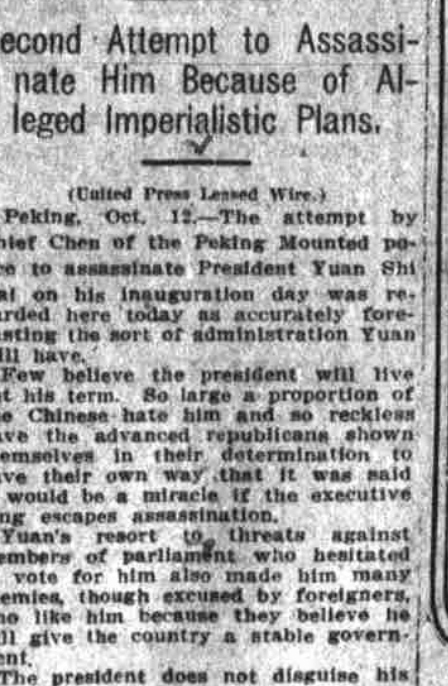 econd Attempt to Assassi-
nate Him Because of Al-
leged Imperialistic Plans.
(United Press Leased Wire.)
Peking, Oct. 12.—The attempt by
hief Chen of the Peking Mounted po-
ce to assassinate President Yuan Shi
ai on his inauguration day was re-
arded here today as accurately fore-
asting the sort of administration Yuan
ill have.
Few believe the president will live
ut his term. So large a proportion of
e Chinese hate him and so reckless
ave the advanced republicans shown
emselves in their determination to
ave their own way that it was said
would be a miracle if the executive
ng escapes assassination.
Yuan's resort to threats against
embers of parliament who hesitated
vote for him also made him many
emies, though excused by foreigners,
ho like him because they believe he
ill give the country a stable govern-
ent.
The president does not disguise his